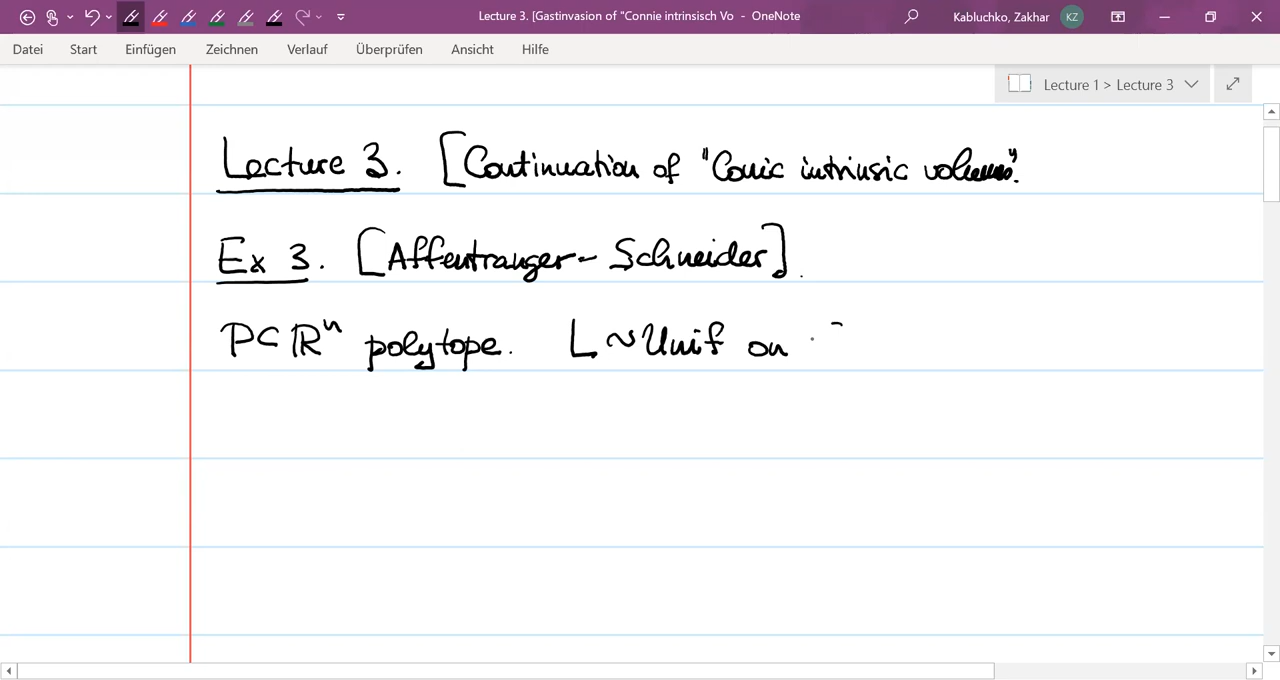 Lecture 3. [Gastinvasion of "Connie intrinsisch Vo - OneNote
Kabluchko, Zakhar
KZ
Datei Start Einfügen Zeichnen Verlauf Überprüfen Ansicht Hilfe
Lecture 1 > Lecture 3
Lecture 3. [Continuation of "Conic intrinsic volumes".
Ex 3. [Affentranger - Schneider].
P ⊂ ℝⁿ polytope. L ~ Unif on